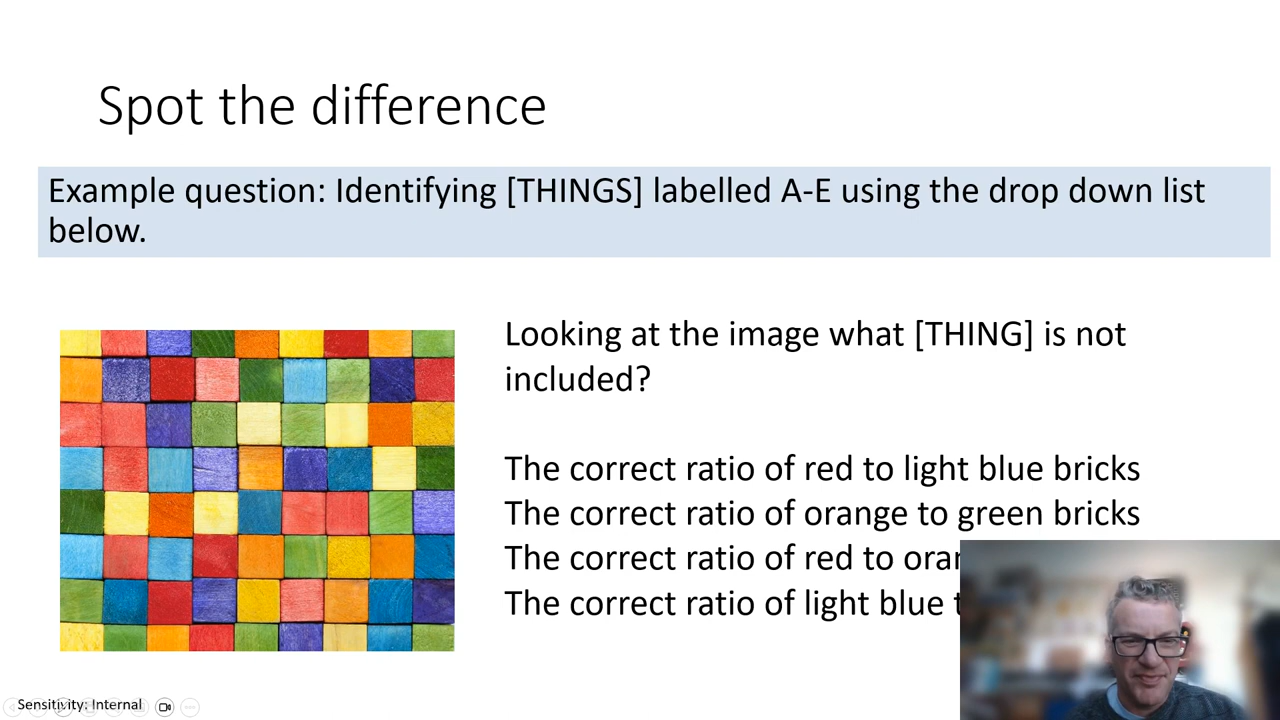 Spot the difference
Example question: Identifying [THINGS] labelled A-E using the drop down list
below.
Looking at the image what [THING] is not
included?
The correct ratio of red to light blue bricks
The correct ratio of orange to green bricks
The correct ratio of red to
The correct ratio of light blue
Sensitivity: Internal